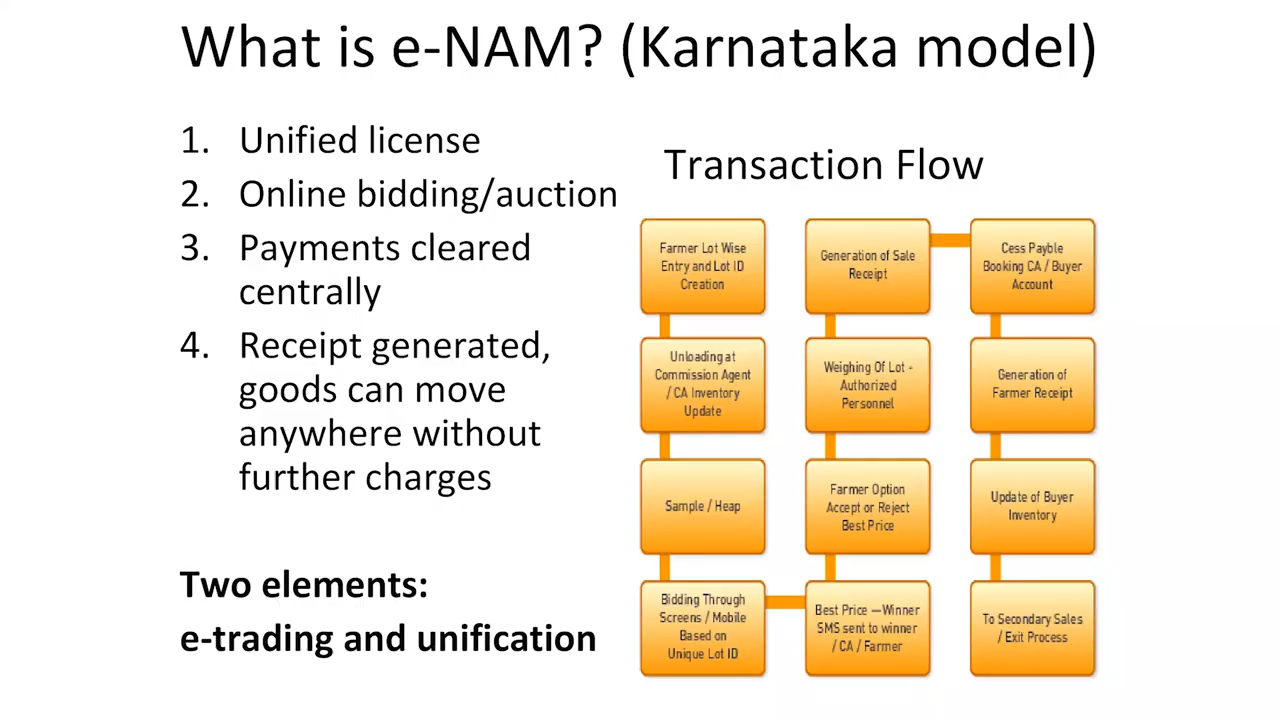 What is e-NAM? (Karnataka model)
1. Unified license
2. Online bidding/auction
3. Payments cleared
centrally
4. Receipt generated,
goods can move
anywhere without
further charges
Two elements:
e-trading and unification
Transaction Flow
Farmer Lot Wise
Entry and Lot ID
Creation
Unloading at
Commission Agent
/ CA Inventory
Update
Sample / Heap
Bidding Through
Screens / Mobile
Based on
Unique Lot ID
Best Price —Winner
SMS sent to winner
/ CA / Farmer
Farmer Option
Accept or Reject
Best Price
Weighing Of Lot -
Authorized
Personnel
Generation of Sale
Receipt
Cess Payble
Booking CA / Buyer
Account
Generation of
Farmer Receipt
Update of Buyer
Inventory
To Secondary Sales
/ Exit Process